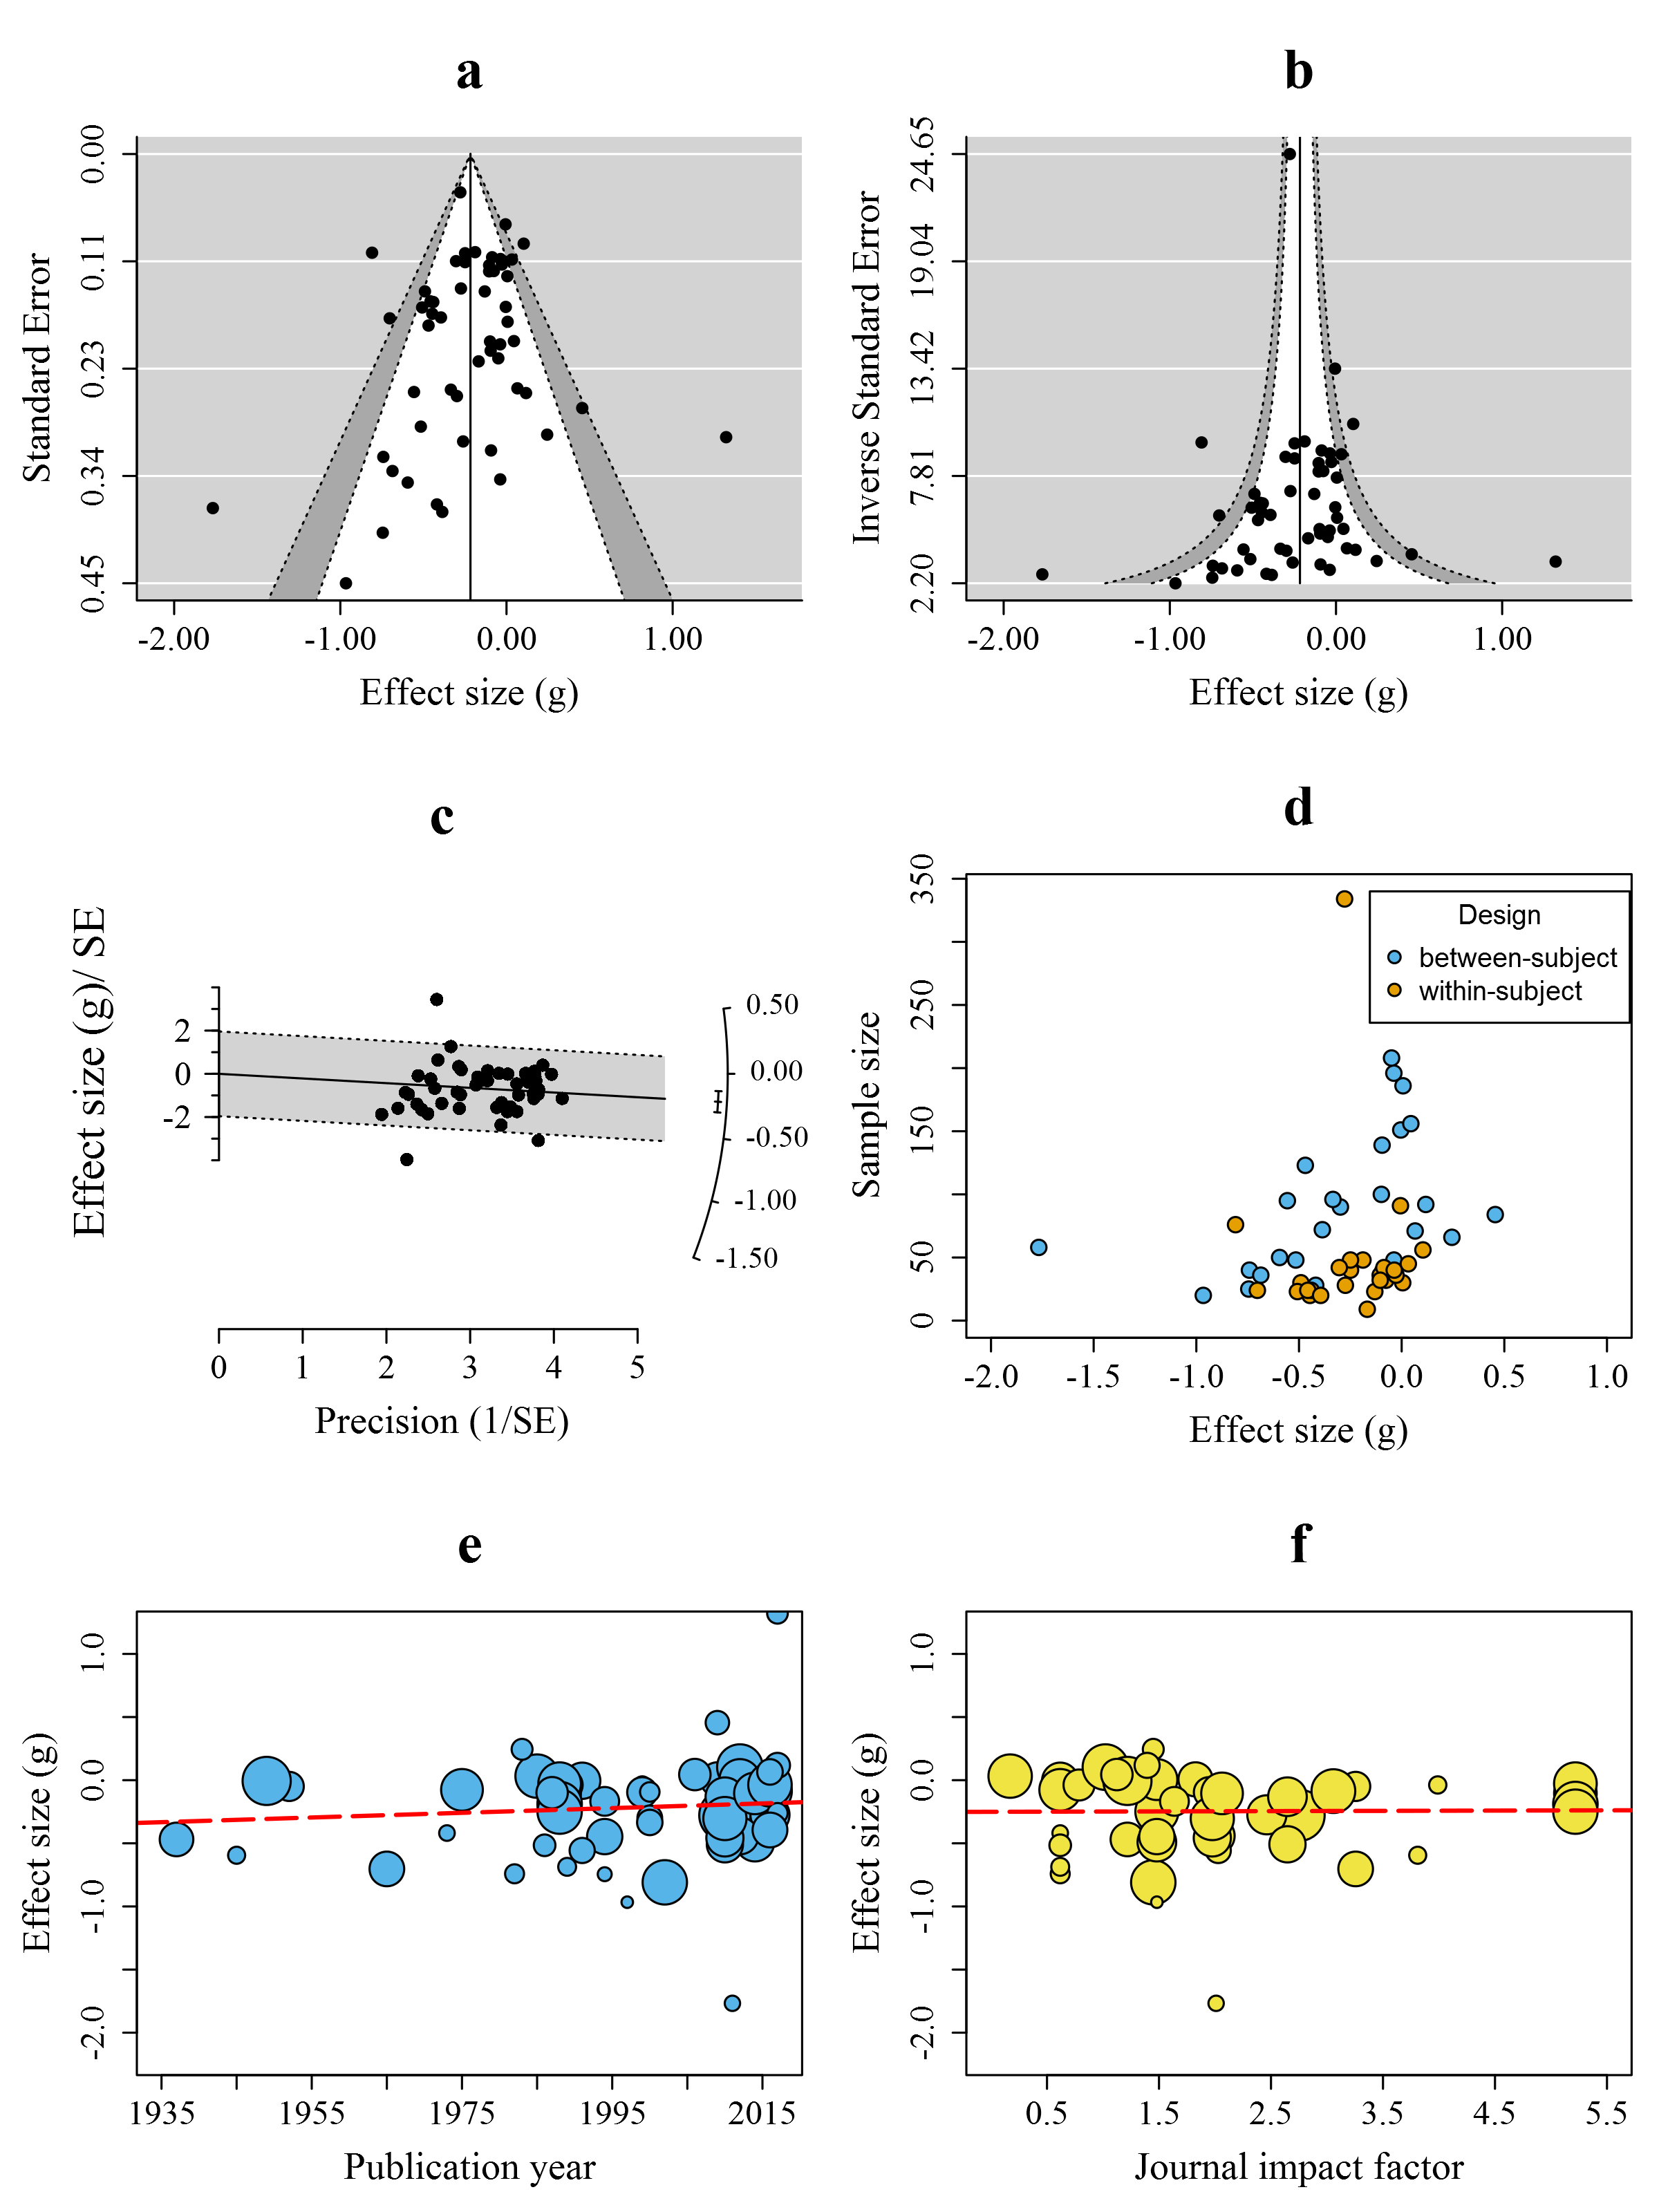 a
Standard Error
0.00
0.11
0.23
0.34
0.45
-2.00 -1.00 0.00 1.00
Effect size (g)
b
Inverse Standard Error
24.65
19.04
13.42
7.81
2.20
-2.00 -1.00 0.00 1.00
Effect size (g)
c
Effect size (g)/ SE
2
0
-2
0.50
0.00
-0.50
-1.00
-1.50
0 1 2 3 4 5
Precision (1/SE)
d
Sample size
350
250
150
50
0
Design
between-subject
within-subject
-2.0 -1.5 -1.0 -0.5 0.0 0.5 1.0
Effect size (g)
e
Effect size (g)
1.0
0.0
-1.0
-2.0
1935 1955 1975 1995 2015
Publication year
f
Effect size (g)
1.0
0.0
-1.0
-2.0
0.5 1.5 2.5 3.5 4.5 5.5
Journal impact factor